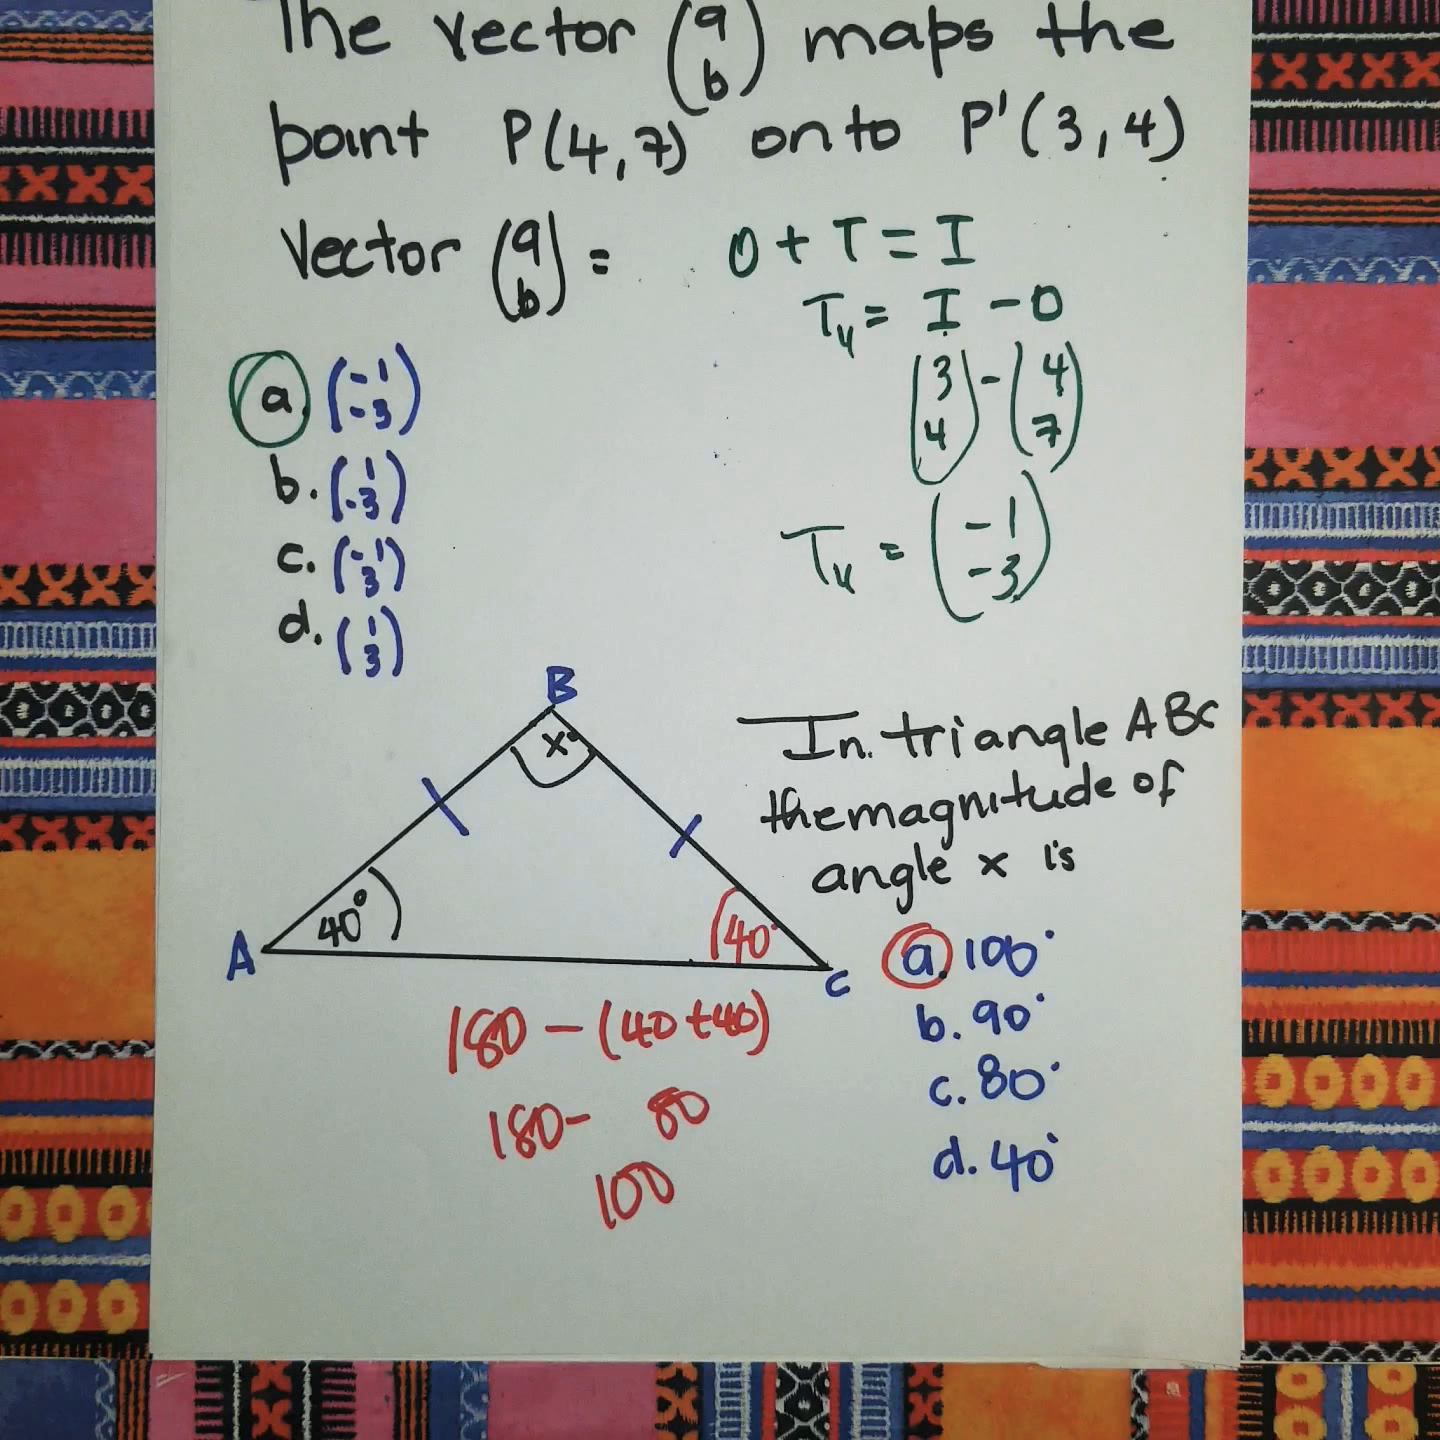 The vector (a b) maps the
point P(4,7) onto P'(3,4)
Vector (a b) =
O + T = I
Tv = I - O
(3 4) - (4 7)
Tv = (-1 -3)
a. (-1 -3)
b. (1 -3)
c. (-1 3)
d. (1 3)
B
x°
40°
40°
A
C
In triangle ABC
the magnitude of
angle x is
a. 100°
b. 90°
c. 80°
d. 40°
180 - (40+40)
180 - 80
100